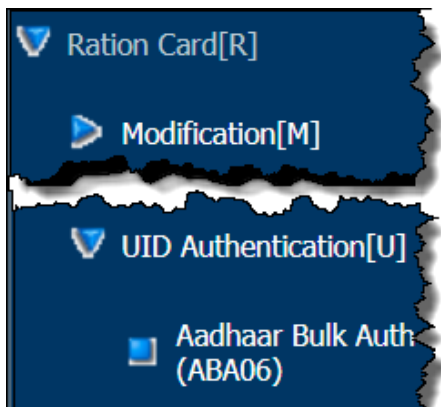 Ration Card[R]
Modification[M]
UID Authentication[U]
Aadhaar Bulk Auth
(ABA06)